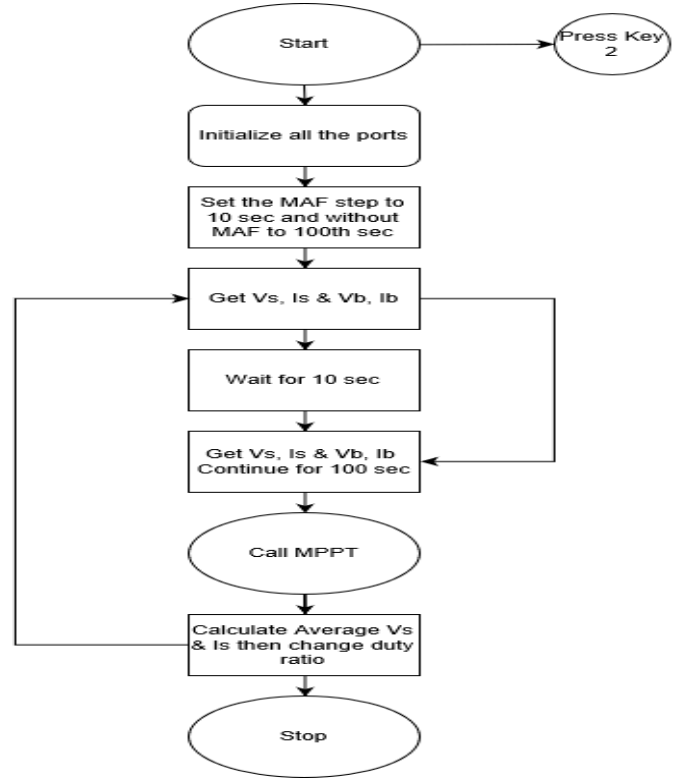 Start
Press Key
2
Initialize all the ports
Set the MAF step to
10 sec and without
MAF to 100th sec
Get Vs, Is & Vb, Ib
Wait for 10 sec
Get Vs, Is & Vb, Ib
Continue for 100 sec
Call MPPT
Calculate Average Vs
& Is then change duty
ratio
Stop